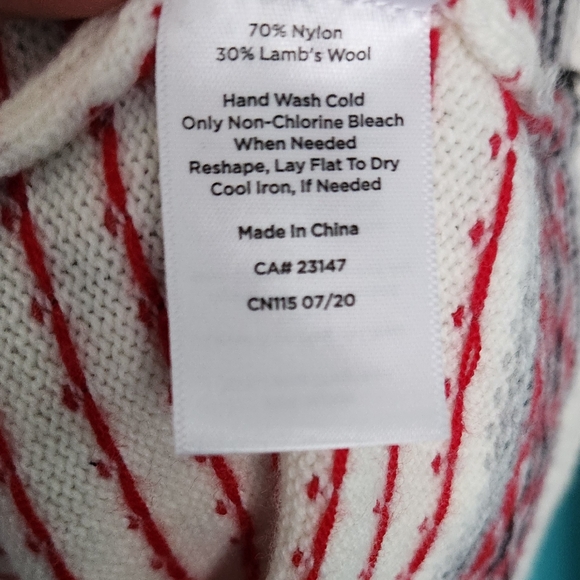 70% Nylon
30% Lamb's Wool
Hand Wash Cold
Only Non-Chlorine Bleach
When Needed
Reshape, Lay Flat To Dry
Cool Iron, If Needed
Made In China
CA# 23147
CN115 07/20